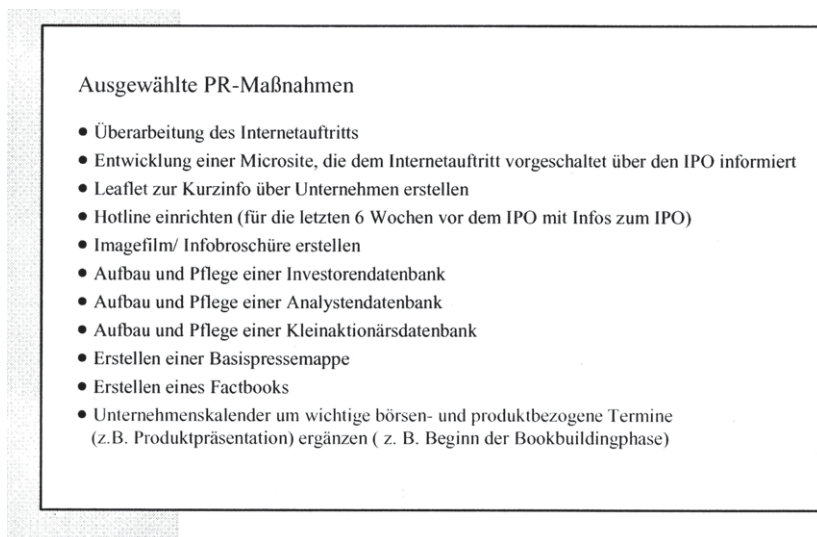 Ausgewählte PR-Maßnahmen
● Überarbeitung des Internetauftritts
● Entwicklung einer Microsite, die dem Internetauftritt vorgeschaltet über den IPO informiert
● Leaflet zur Kurzinfo über Unternehmen erstellen
● Hotline einrichten (für die letzten 6 Wochen vor dem IPO mit Infos zum IPO)
● Imagefilm/ Infobroschüre erstellen
● Aufbau und Pflege einer Investorendatenbank
● Aufbau und Pflege einer Analystendatenbank
● Aufbau und Pflege einer Kleinaktionärsdatenbank
● Erstellen einer Basispressemappe
● Erstellen eines Factbooks
● Unternehmenskalender um wichtige börsen- und produktbezogene Termine
(z.B. Produktpräsentation) ergänzen ( z. B. Beginn der Bookbuildingphase)